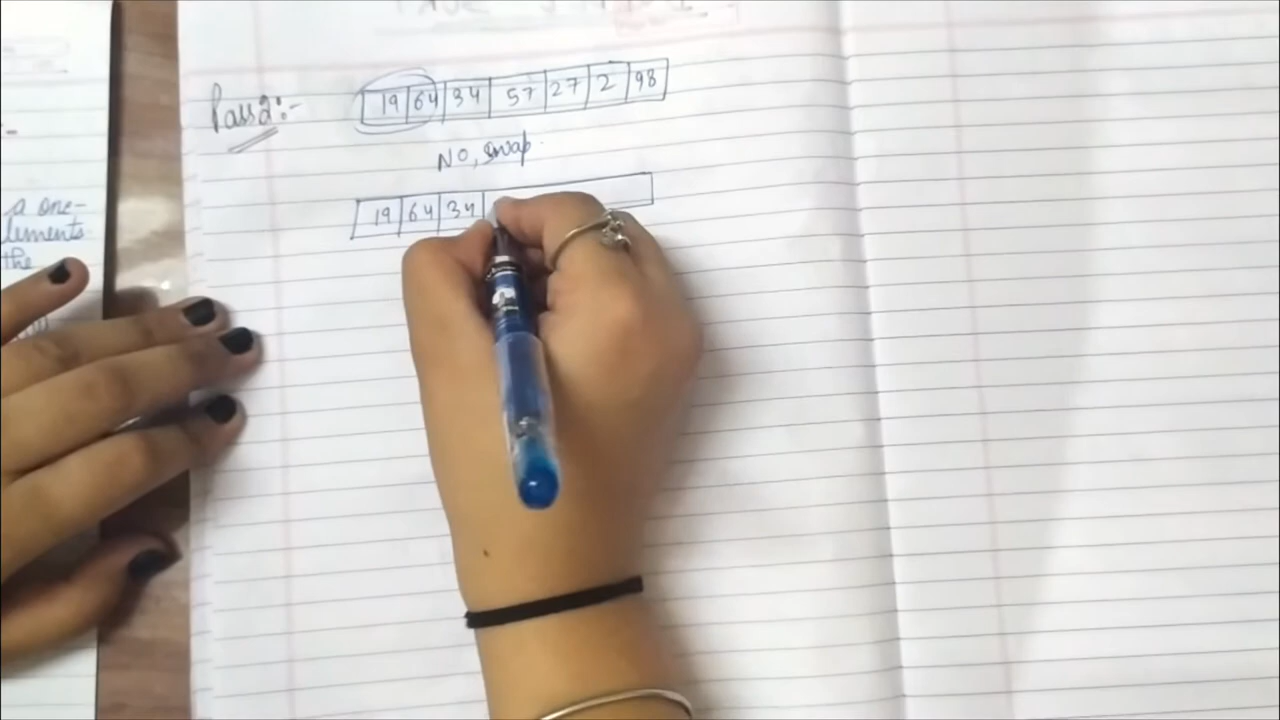 a one-
lements
the
Pass 2:-
19 64 34 57 27 2 98
NO, swap.
19 64 34